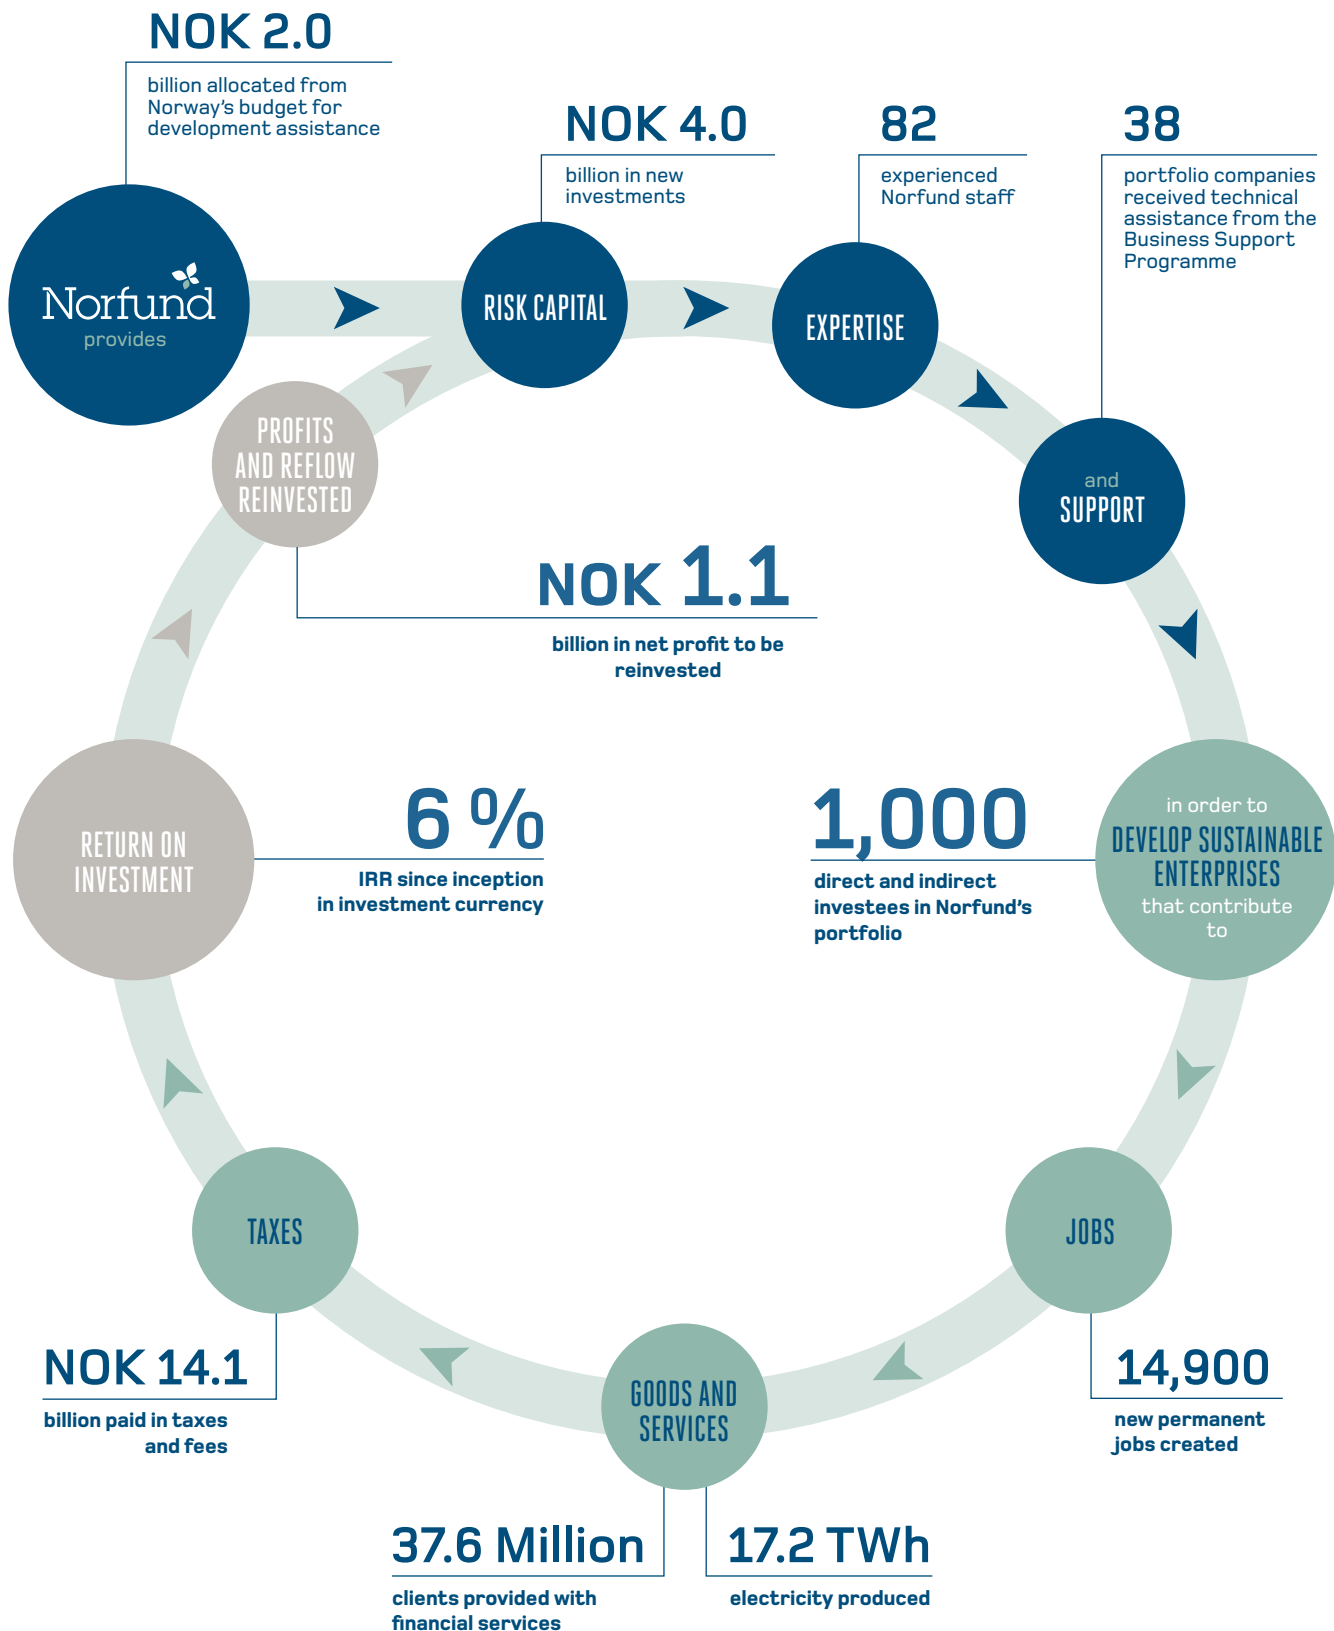 NOK 2.0
billion allocated from
Norway's budget for
development assistance
NOK 4.0
billion in new
investments
82
experienced
Norfund staff
38
portfolio companies
received technical
assistance from the
Business Support
Programme
Norfund
provides
RISK CAPITAL
EXPERTISE
and
SUPPORT
PROFITS
AND REFLOW
REINVESTED
NOK 1.1
billion in net profit to be
reinvested
RETURN ON
INVESTMENT
6 %
IRR since inception
in investment currency
1,000
direct and indirect
investees in Norfund's
portfolio
in order to
DEVELOP SUSTAINABLE
ENTERPRISES
that contribute
to
TAXES
JOBS
NOK 14.1
billion paid in taxes
and fees
GOODS AND
SERVICES
14,900
new permanent
jobs created
37.6 Million
clients provided with
financial services
17.2 TWh
electricity produced